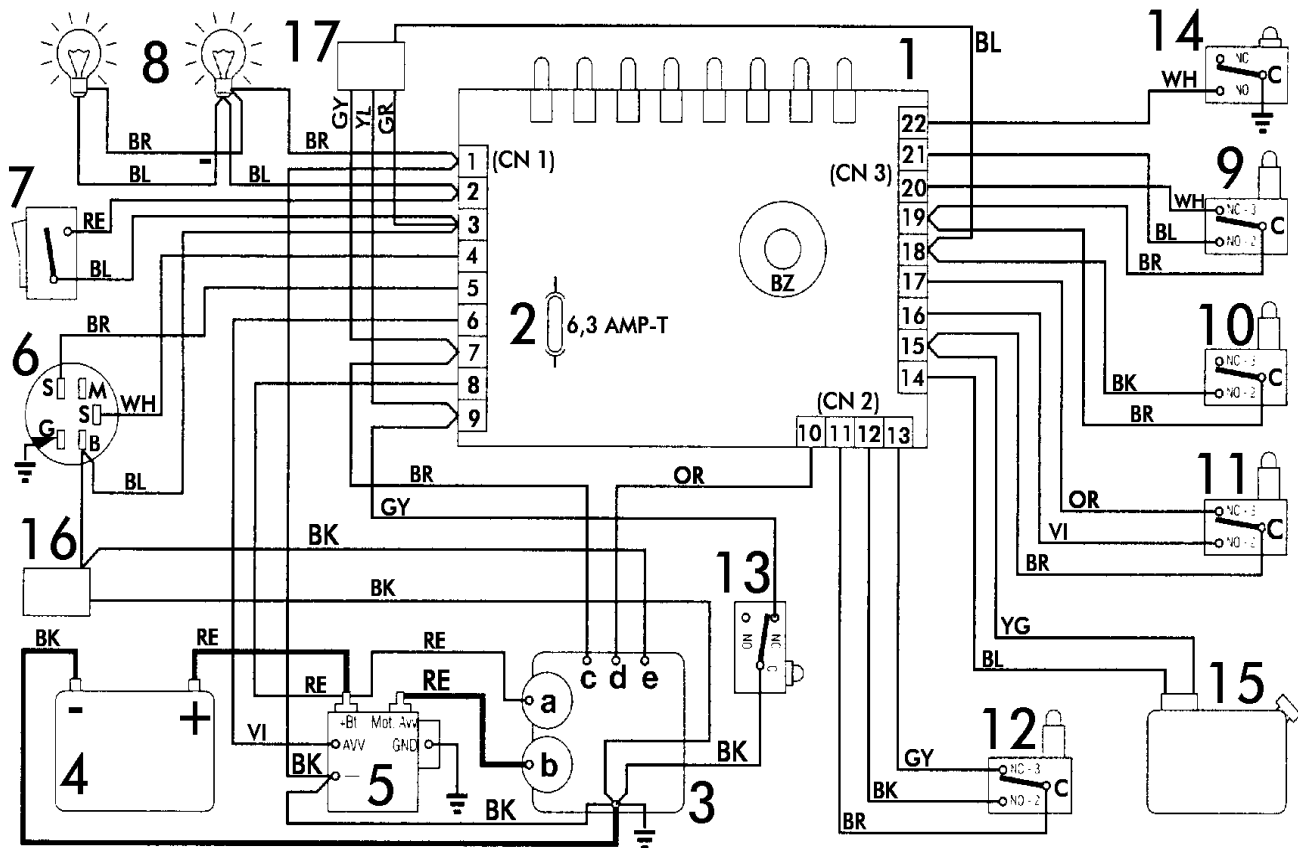 8
17
1
14
BL
NC
C
NO
WH
GY
YL
GR
BR
BR
-
BL
BL
1
(CN 1)
2
3
4
5
6
7
8
9
22
21
20
19
18
17
16
15
14
(CN 3)
BZ
2
6,3 AMP-T
(CN 2)
10
11
12
13
9
WH
NC - 3
C
BL
NO - 2
BR
7
RE
BL
BR
WH
6
S
M
S
G
B
BL
10
NC - 3
C
BK
NO - 2
BR
11
OR
NC - 3
C
VI
NO - 2
BR
BR
OR
GY
16
BK
BK
13
NO
NC
C
YG
BL
15
BK
RE
RE
RE
RE
-
+
4
VI
+Bt
Mot. Avv
AVV
GND
BK
-
5
BK
a
b
c
d
e
3
BK
12
GY
NC - 3
C
BK
NO - 2
BR